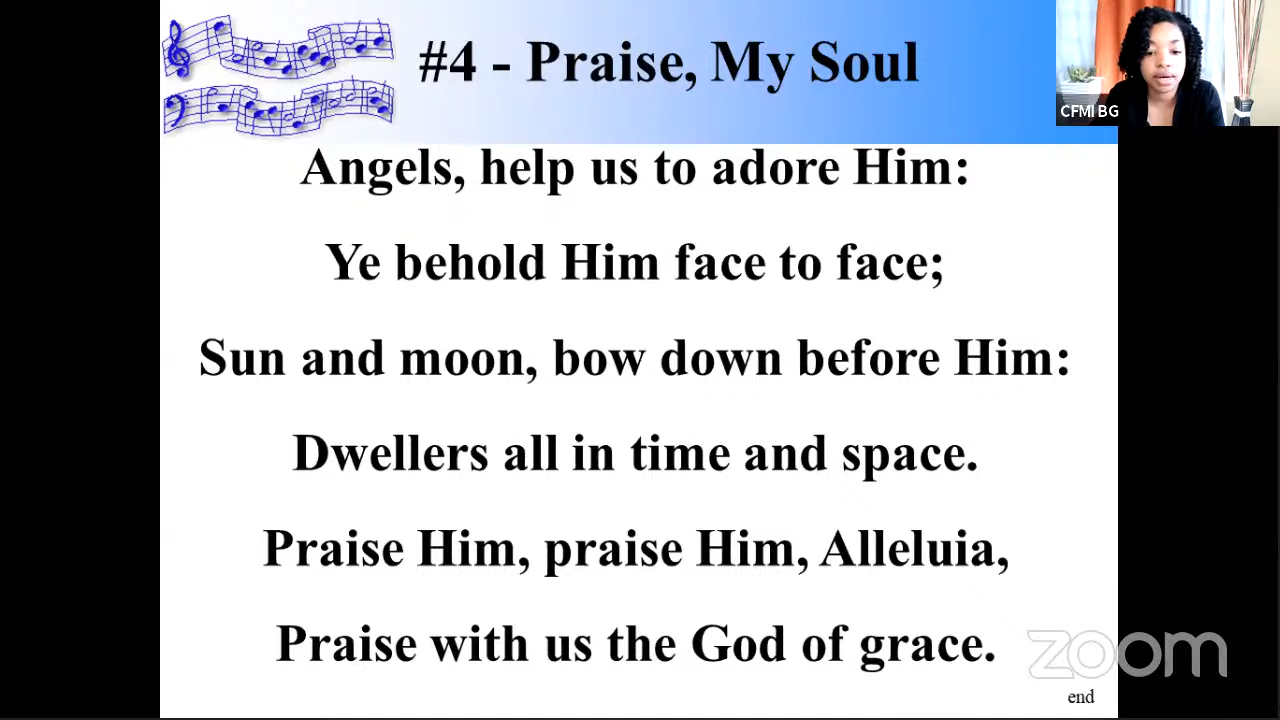 #4 - Praise, My Soul
CFMI BG
Angels, help us to adore Him:
Ye behold Him face to face;
Sun and moon, bow down before Him:
Dwellers all in time and space.
Praise Him, praise Him, Alleluia,
Praise with us the God of grace.
zoom
end